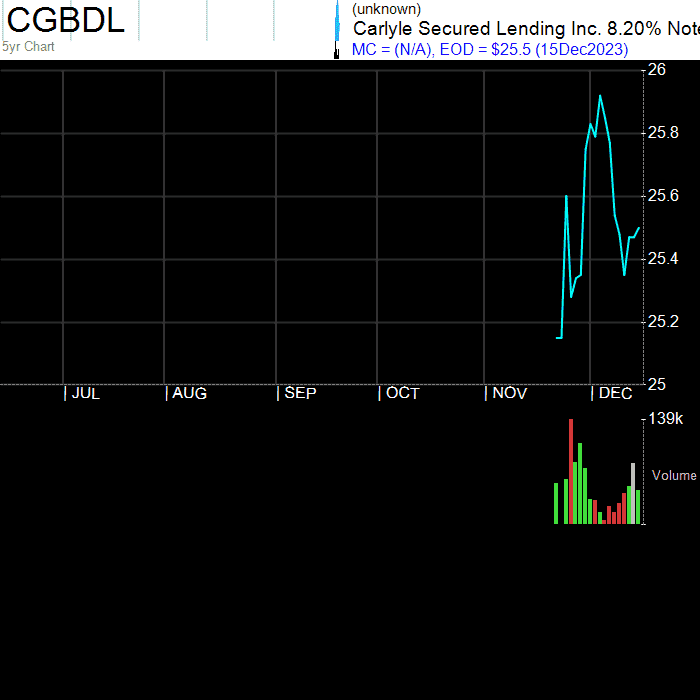 CGBDL
5yr Chart
(unknown)
Carlyle Secured Lending Inc. 8.20% Note
MC = (N/A), EOD = $25.5 (15Dec2023)
26
25.8
25.6
25.4
25.2
25
| JUL | AUG | SEP | OCT | NOV | DEC
139k
Volume